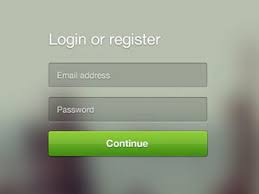 Login or register
Email address
Password
Continue